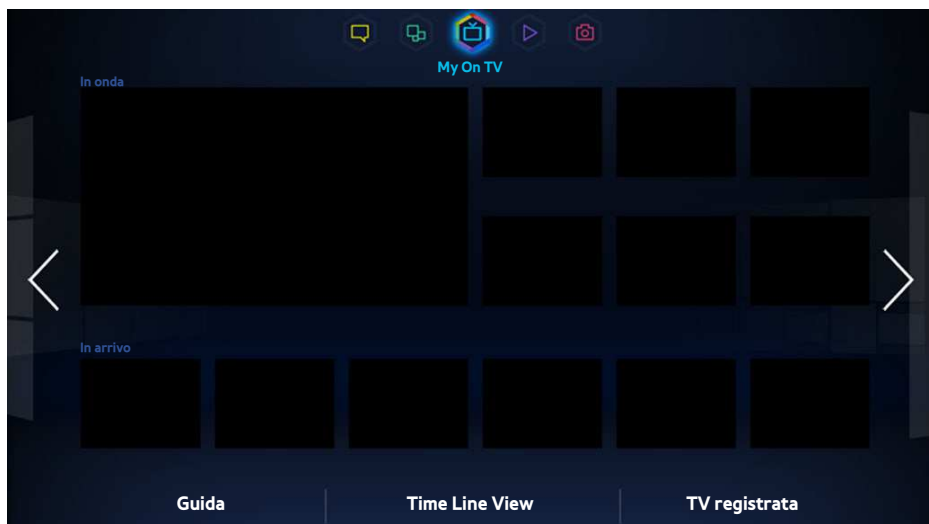 My On TV
In onda
In arrivo
Guida
Time Line View
TV registrata